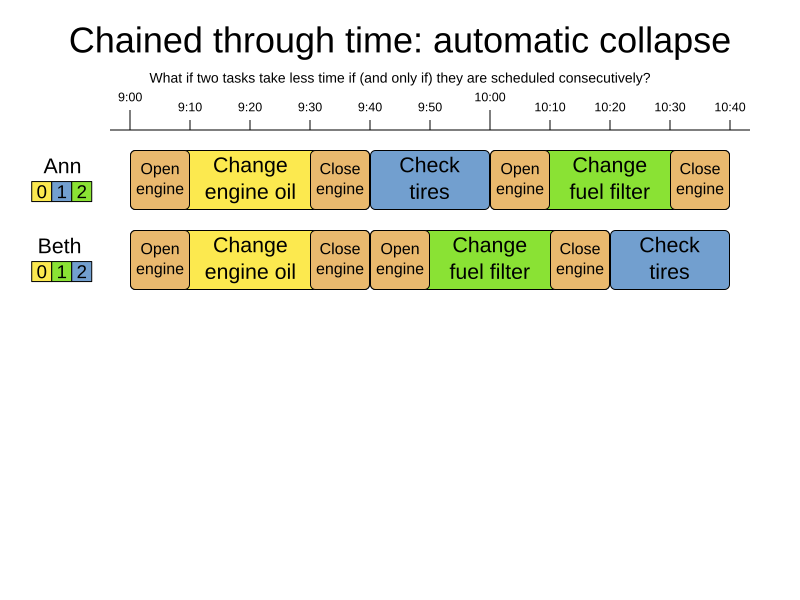 Chained through time: automatic collapse
What if two tasks take less time if (and only if) they are scheduled consecutively?
9:00 9:10 9:20 9:30 9:40 9:50 10:00 10:10 10:20 10:30 10:40
Ann
0 1 2
Open
engine
Change
engine oil
Close
engine
Check
tires
Open
engine
Change
fuel filter
Close
engine
Beth
0 1 2
Open
engine
Change
engine oil
Close
engine
Open
engine
Change
fuel filter
Close
engine
Check
tires